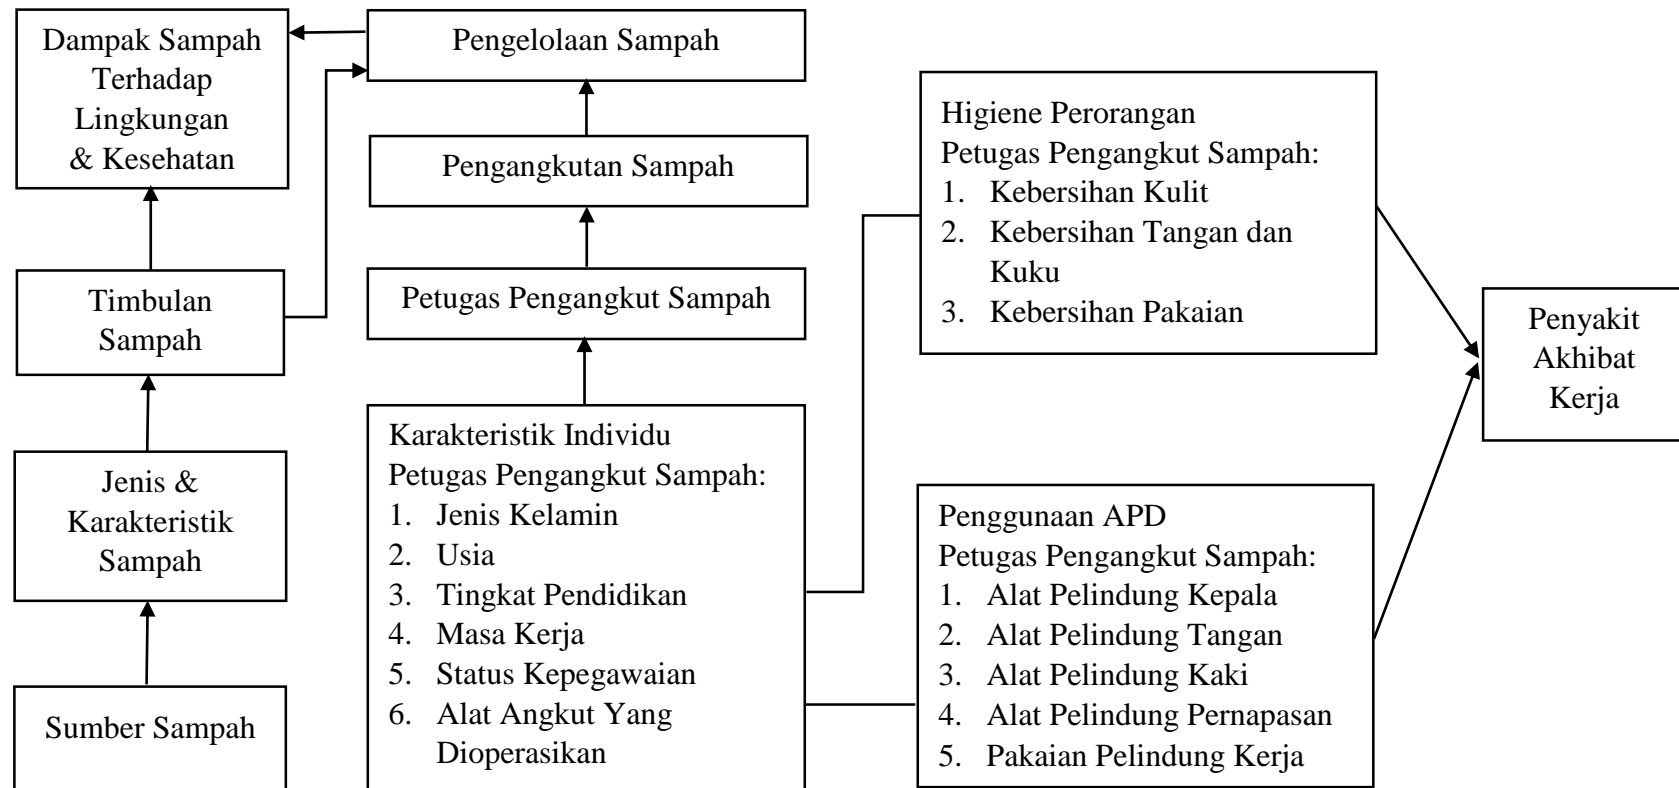 Dampak Sampah
Terhadap
Lingkungan
& Kesehatan
Pengelolaan Sampah
Pengangkutan Sampah
Petugas Pengangkut Sampah
Timbulan
Sampah
Jenis &
Karakteristik
Sampah
Sumber Sampah
Karakteristik Individu
Petugas Pengangkut Sampah:
1. Jenis Kelamin
2. Usia
3. Tingkat Pendidikan
4. Masa Kerja
5. Status Kepegawaian
6. Alat Angkut Yang
Dioperasikan
Higiene Perorangan
Petugas Pengangkut Sampah:
1. Kebersihan Kulit
2. Kebersihan Tangan dan
Kuku
3. Kebersihan Pakaian
Penggunaan APD
Petugas Pengangkut Sampah:
1. Alat Pelindung Kepala
2. Alat Pelindung Tangan
3. Alat Pelindung Kaki
4. Alat Pelindung Pernapasan
5. Pakaian Pelindung Kerja
Penyakit
Akhibat
Kerja